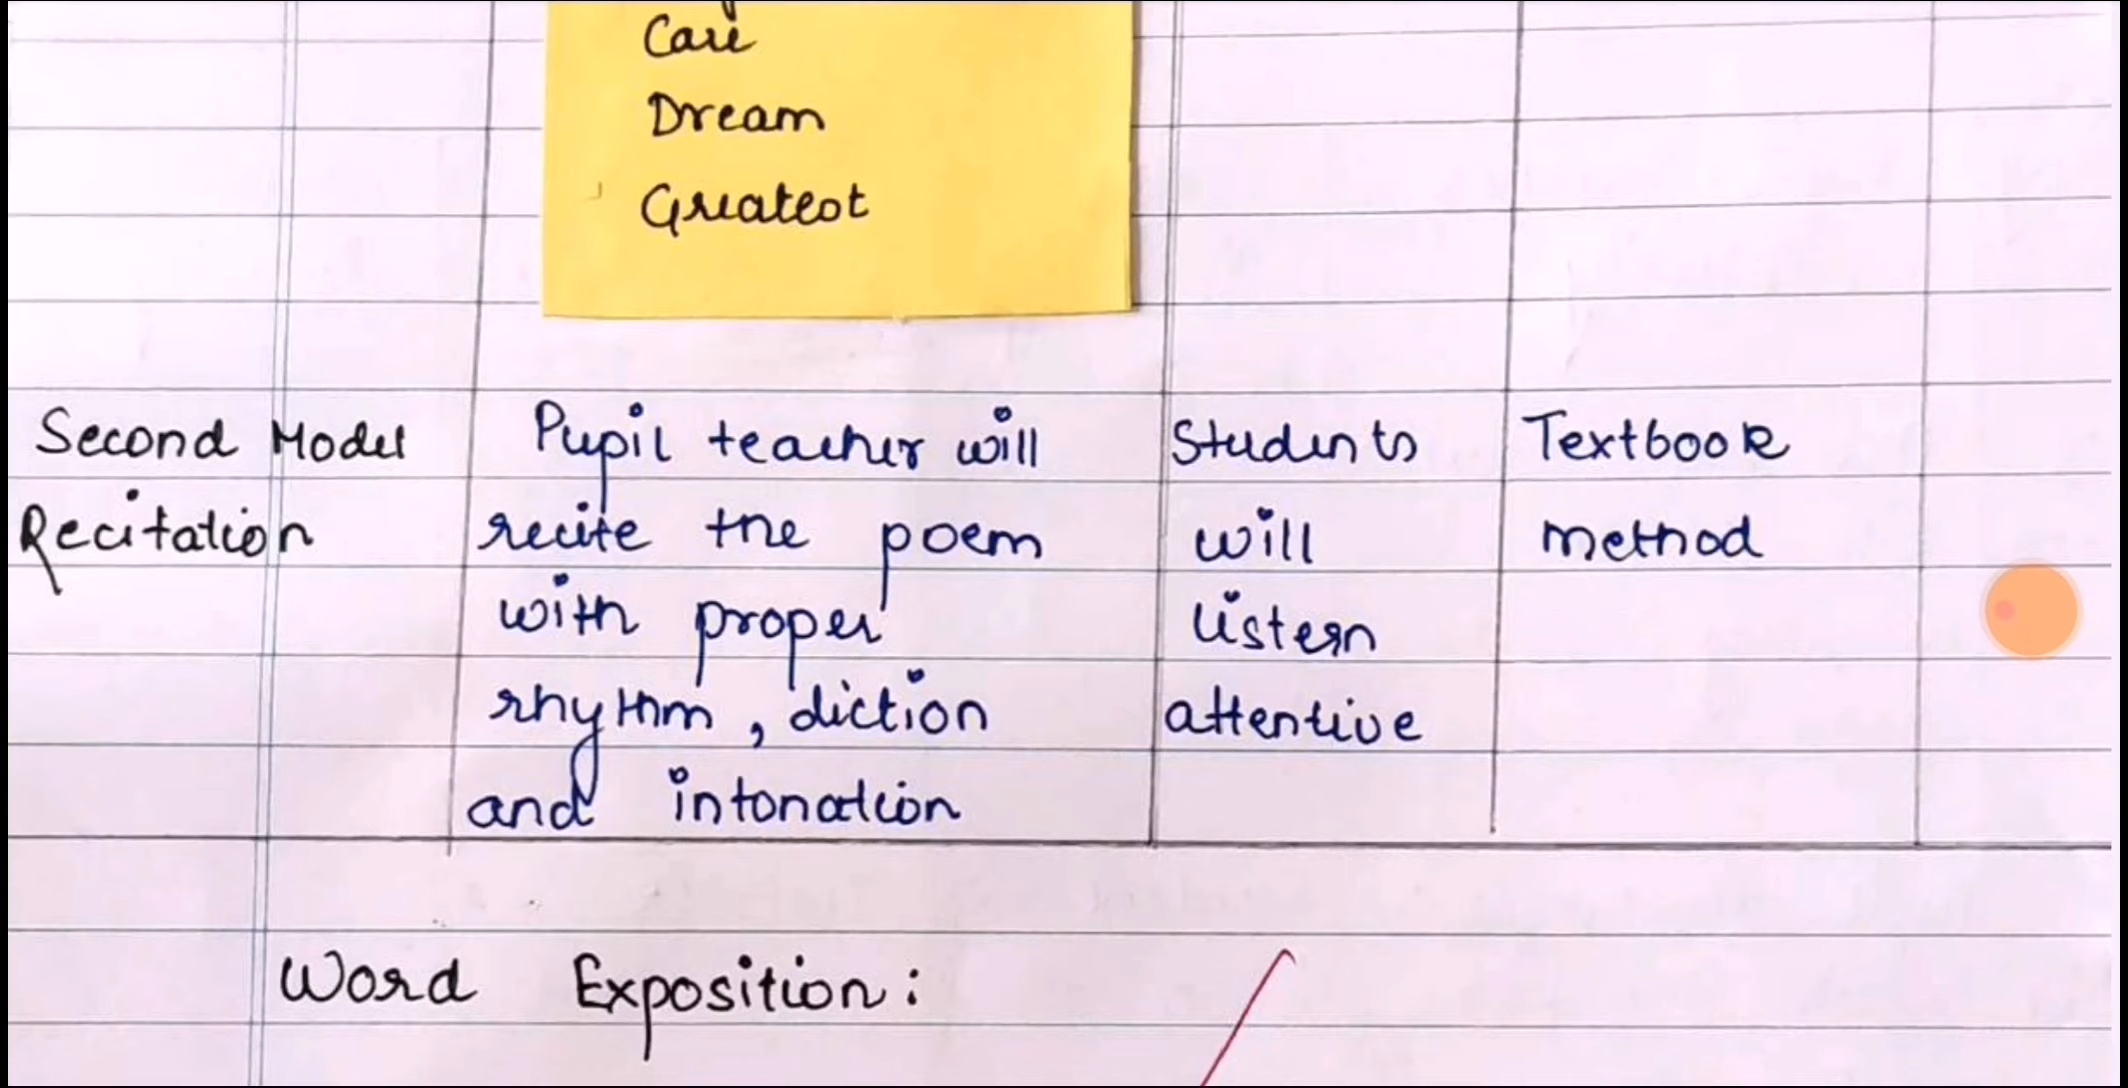 Care
Dream
Greatest
Second Model Pupil teacher will Students Textbook
Recitation recite the poem will method
with proper listern
rhythm, diction attentive
and intonation
Word Exposition: